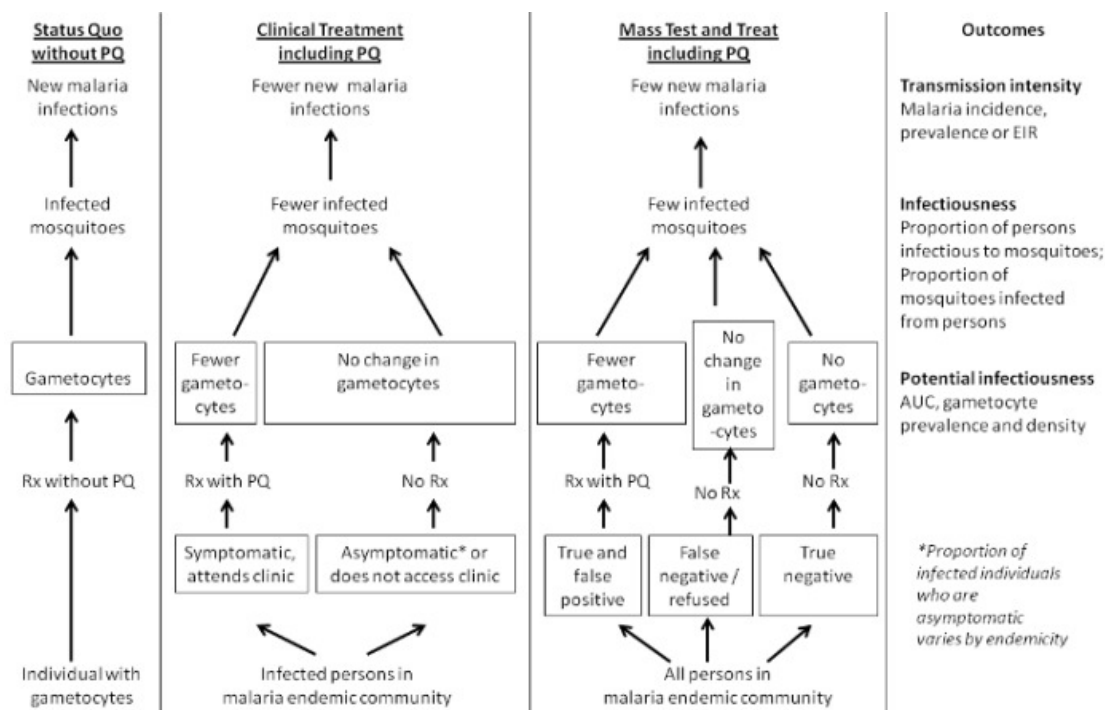 Status Quo
without PQ
New malaria
infections
Infected
mosquitoes
Gametocytes
Rx without PQ
Individual with
gametocytes
Clinical Treatment
including PQ
Fewer new malaria
infections
Fewer infected
mosquitoes
Fewer
gameto-
cytes
No change in
gametocytes
Rx with PQ
No Rx
Symptomatic,
attends clinic
Asymptomatic* or
does not access clinic
Infected persons in
malaria endemic community
Mass Test and Treat
including PQ
Few new malaria
infections
Few infected
mosquitoes
Fewer
gameto-
cytes
No
change
in
gameto
-cytes
No
gameto-
cytes
Rx with PQ
No Rx
No Rx
True and
false
positive
False
negative /
refused
True
negative
All persons in
malaria endemic community
Outcomes
Transmission intensity
Malaria incidence,
prevalence or EIR
Infectiousness
Proportion of persons
infectious to mosquitoes;
Proportion of
mosquitoes infected
from persons
Potential infectiousness
AUC, gametocyte
prevalence and density
*Proportion of
infected individuals
who are
asymptomatic
varies by endemicity